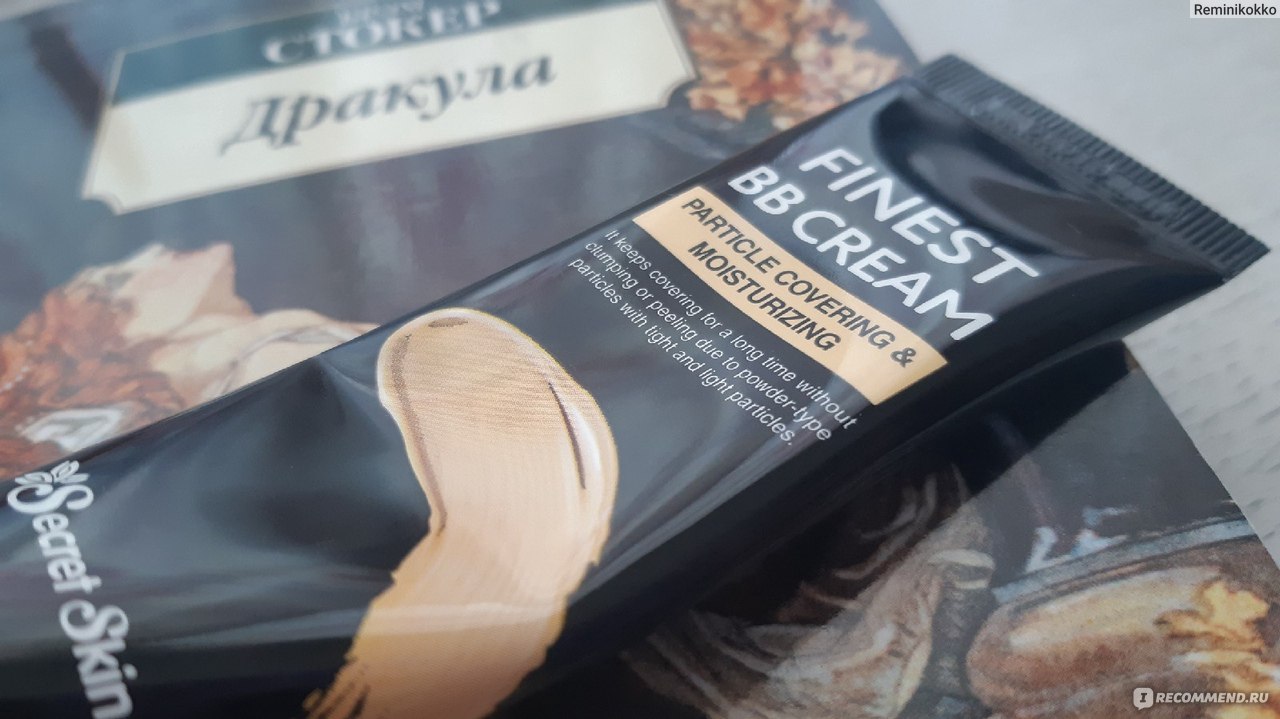 Reminikokko
СТОКЕР
Дракула
FINEST
BB CREAM
PARTICLE COVERING &
MOISTURIZING
It keeps covering for a long time without
clumping or peeling due to powder-type
particles with tight and light particles.
Secret Skin
IRECOMMEND.RU